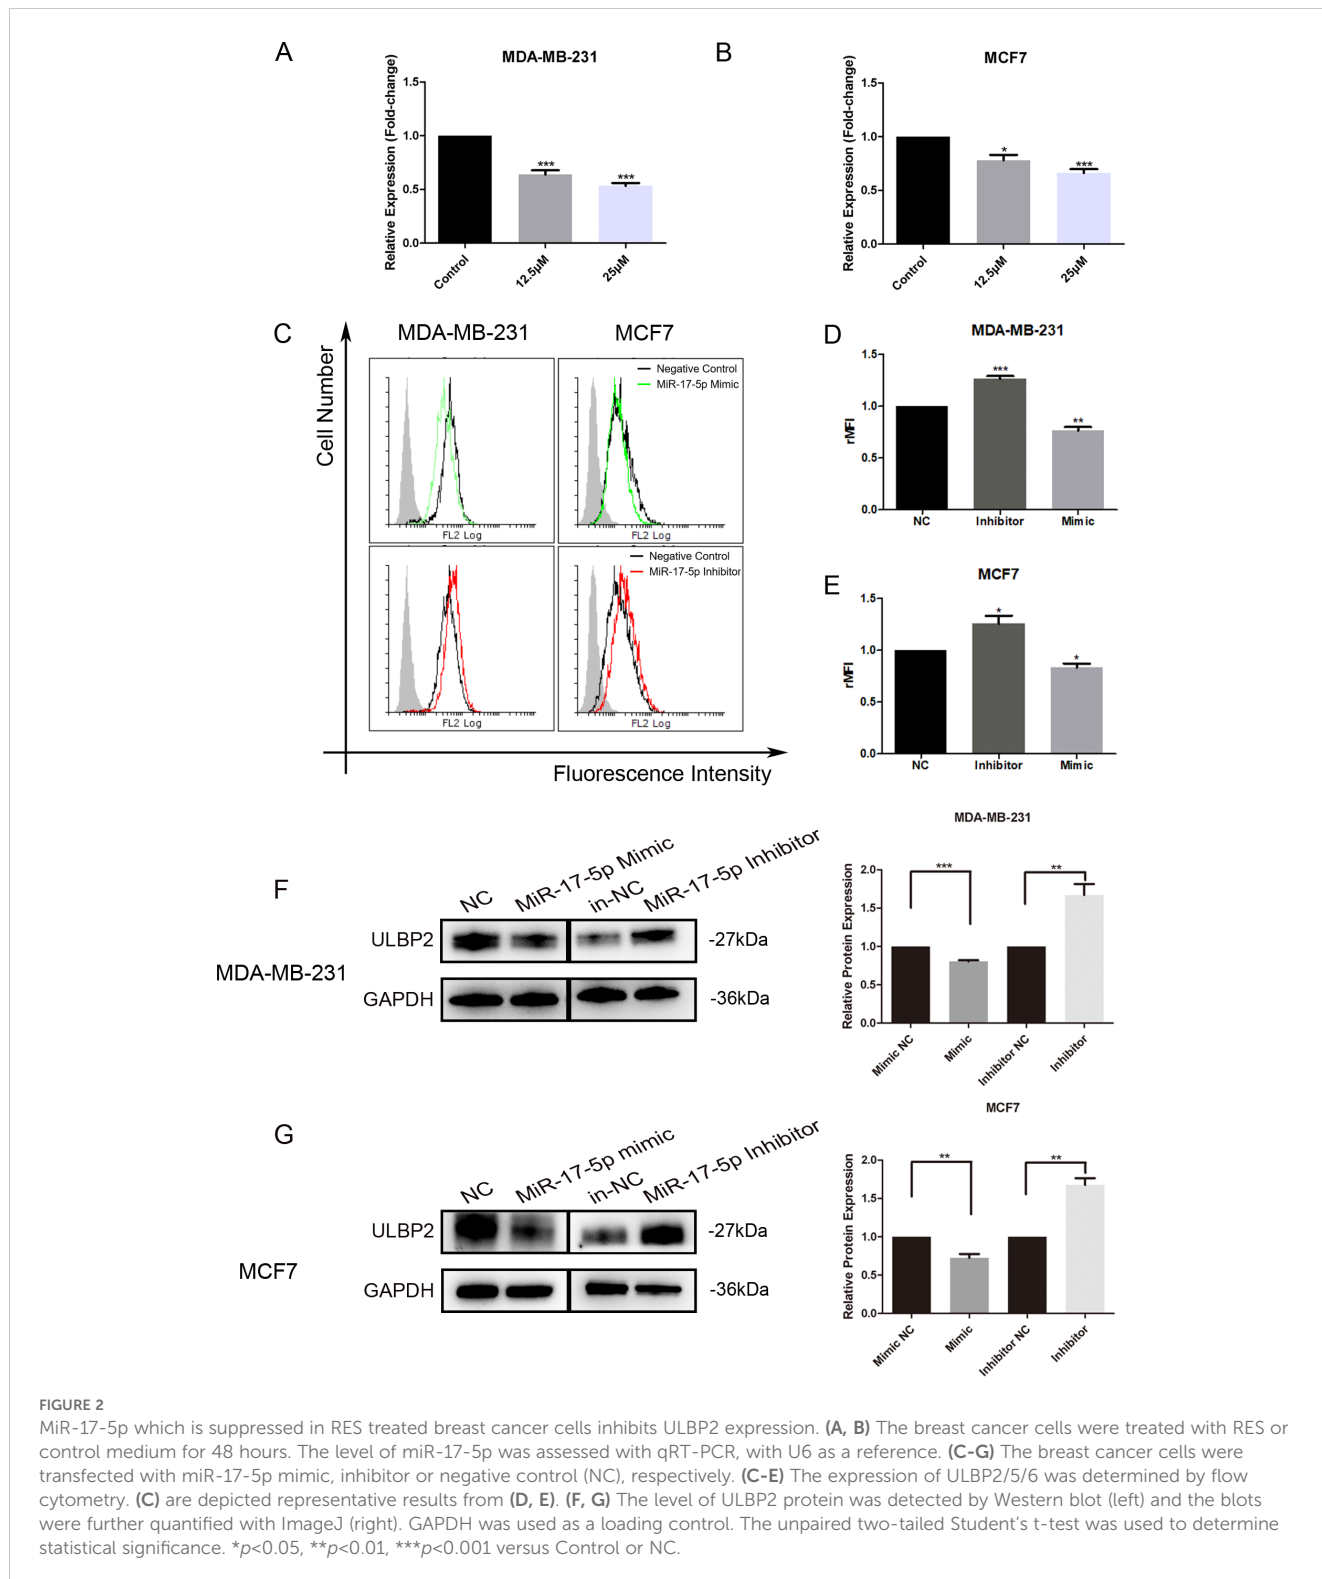 A
MDA-MB-231
Relative Expression (Fold-change)
1.5
1.0
0.5
0.0
***
***
Control
12.5μM
25μM
B
MCF7
Relative Expression (Fold-change)
1.5
1.0
0.5
0.0
*
***
Control
12.5μM
25μM
C
MDA-MB-231
MCF7
Cell Number
Negative Control
MiR-17-5p Mimic
FL2 Log
FL2 Log
Negative Control
MiR-17-5p Inhibitor
FL2 Log
FL2 Log
Fluorescence Intensity
D
MDA-MB-231
rMFI
1.5
1.0
0.5
0.0
***
**
NC
Inhibitor
Mimic
E
MCF7
rMFI
1.5
1.0
0.5
0.0
*
*
NC
Inhibitor
Mimic
F
MDA-MB-231
NC
MiR-17-5p Mimic
in-NC
MiR-17-5p Inhibitor
ULBP2
-27kDa
GAPDH
-36kDa
MDA-MB-231
Relative Protein Expression
2.0
1.5
1.0
0.5
0.0
***
**
Mimic NC
Mimic
Inhibitor NC
Inhibitor
G
MCF7
NC
MiR-17-5p mimic
in-NC
MiR-17-5p Inhibitor
ULBP2
-27kDa
GAPDH
-36kDa
MCF7
Relative Protein Expression
2.0
1.5
1.0
0.5
0.0
**
**
Mimic NC
Mimic
Inhibitor NC
Inhibitor
FIGURE 2
MiR-17-5p which is suppressed in RES treated breast cancer cells inhibits ULBP2 expression. (A, B) The breast cancer cells were treated with RES or
control medium for 48 hours. The level of miR-17-5p was assessed with qRT-PCR, with U6 as a reference. (C-G) The breast cancer cells were
transfected with miR-17-5p mimic, inhibitor or negative control (NC), respectively. (C-E) The expression of ULBP2/5/6 was determined by flow
cytometry. (C) are depicted representative results from (D, E). (F, G) The level of ULBP2 protein was detected by Western blot (left) and the blots
were further quantified with ImageJ (right). GAPDH was used as a loading control. The unpaired two-tailed Student's t-test was used to determine
statistical significance. *p<0.05, **p<0.01, ***p<0.001 versus Control or NC.